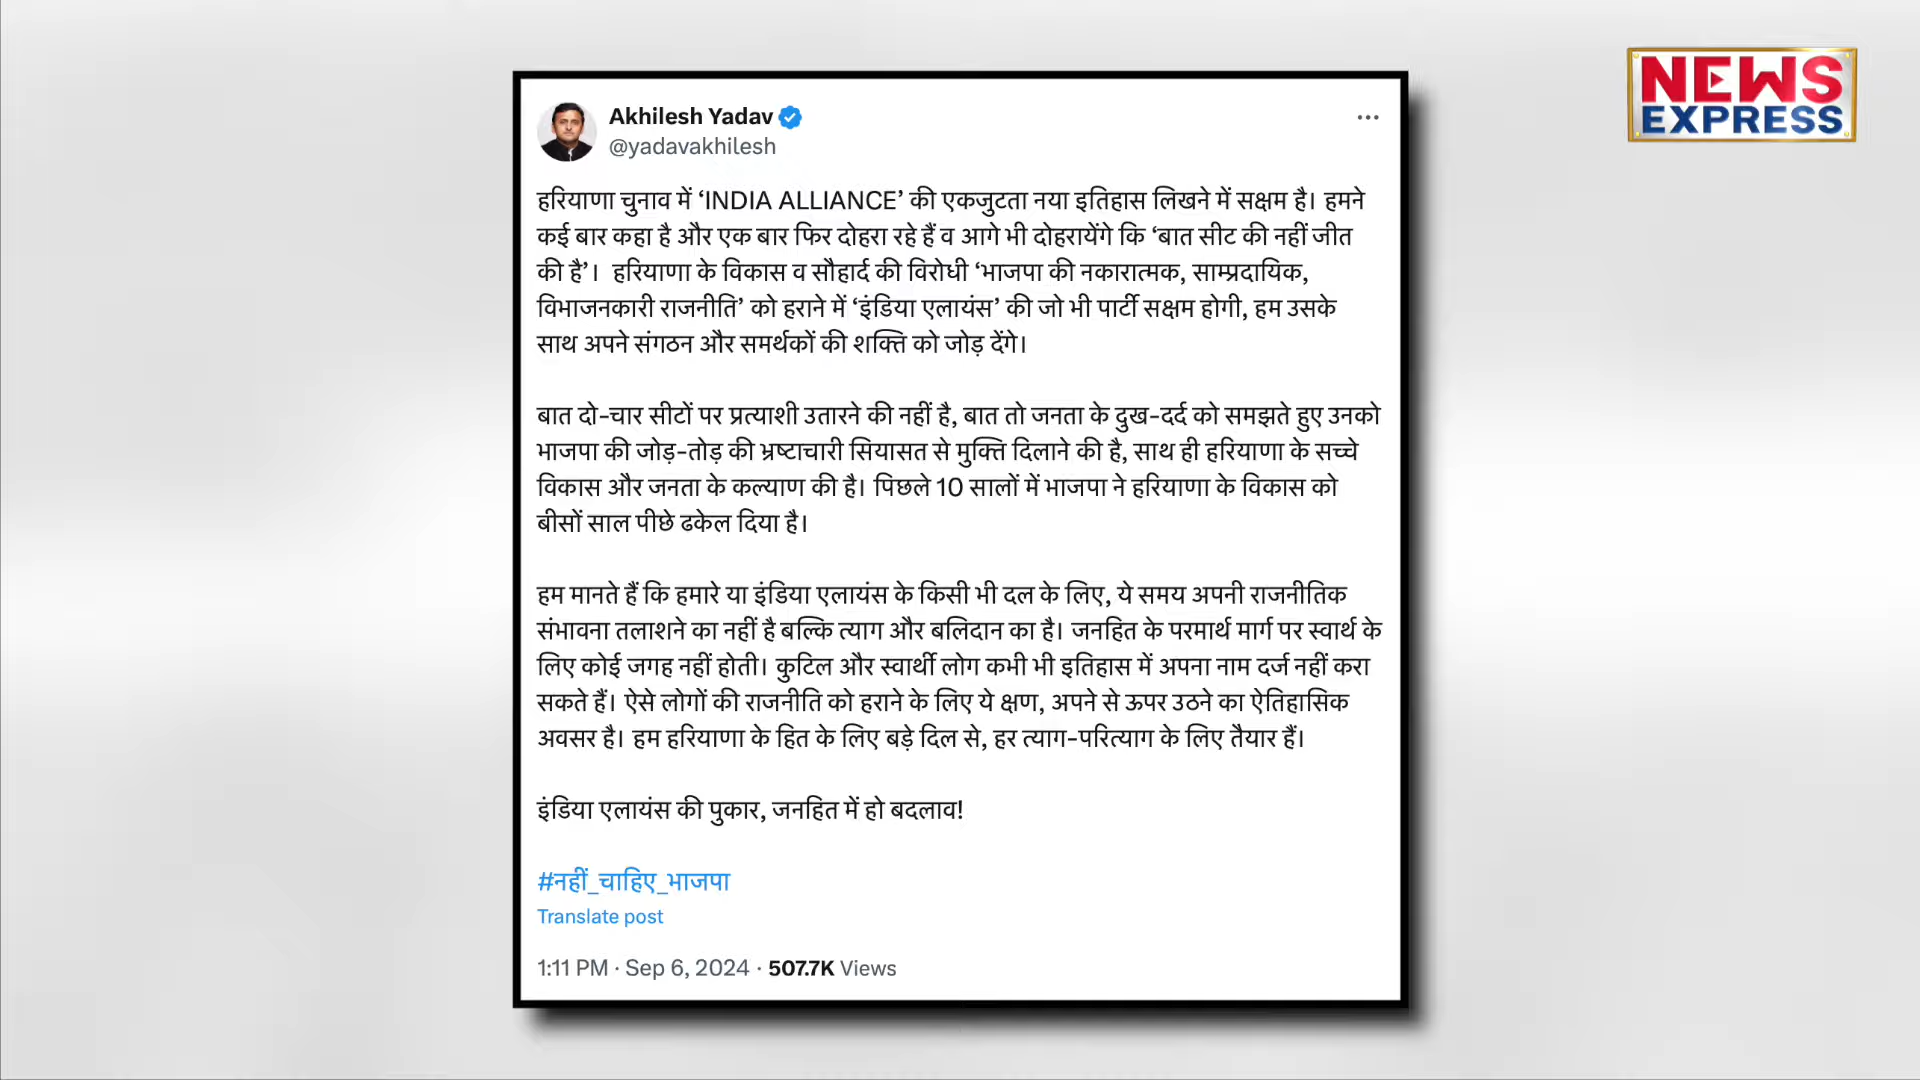 NEWS
EXPRESS
Akhilesh Yadav
@yadavakhilesh
हरियाणा चुनाव में ‘INDIA ALLIANCE’ की एकजुटता नया इतिहास लिखने में सक्षम है। हमने
कई बार कहा है और एक बार फिर दोहरा रहे हैं व आगे भी दोहरायेंगे कि ‘बात सीट की नहीं जीत
की है’। हरियाणा के विकास व सौहार्द की विरोधी ‘भाजपा की नकारात्मक, साम्प्रदायिक,
विभाजनकारी राजनीति’ को हराने में ‘इंडिया एलायंस’ की जो भी पार्टी सक्षम होगी, हम उसके
साथ अपने संगठन और समर्थकों की शक्ति को जोड़ देंगे।
बात दो-चार सीटों पर प्रत्याशी उतारने की नहीं है, बात तो जनता के दुख-दर्द को समझते हुए उनको
भाजपा की जोड़-तोड़ की भ्रष्टाचारी सियासत से मुक्ति दिलाने की है, साथ ही हरियाणा के सच्चे
विकास और जनता के कल्याण की है। पिछले 10 सालों में भाजपा ने हरियाणा के विकास को
बीसों साल पीछे ढकेल दिया है।
हम मानते हैं कि हमारे या इंडिया एलायंस के किसी भी दल के लिए, ये समय अपनी राजनीतिक
संभावना तलाशने का नहीं है बल्कि त्याग और बलिदान का है। जनहित के परमार्थ मार्ग पर स्वार्थ के
लिए कोई जगह नहीं होती। कुटिल और स्वार्थी लोग कभी भी इतिहास में अपना नाम दर्ज नहीं करा
सकते हैं। ऐसे लोगों की राजनीति को हराने के लिए ये क्षण, अपने से ऊपर उठने का ऐतिहासिक
अवसर है। हम हरियाणा के हित के लिए बड़े दिल से, हर त्याग-परित्याग के लिए तैयार हैं।
इंडिया एलायंस की पुकार, जनहित में हो बदलाव!
#नहीं_चाहिए_भाजपा
Translate post
1:11 PM · Sep 6, 2024 · 507.7K Views